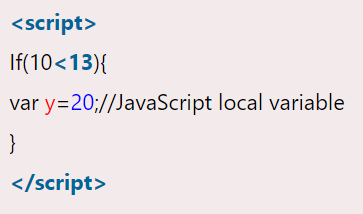 <script>
If(10<13){
var y=20;//JavaScript local variable
}
</script>